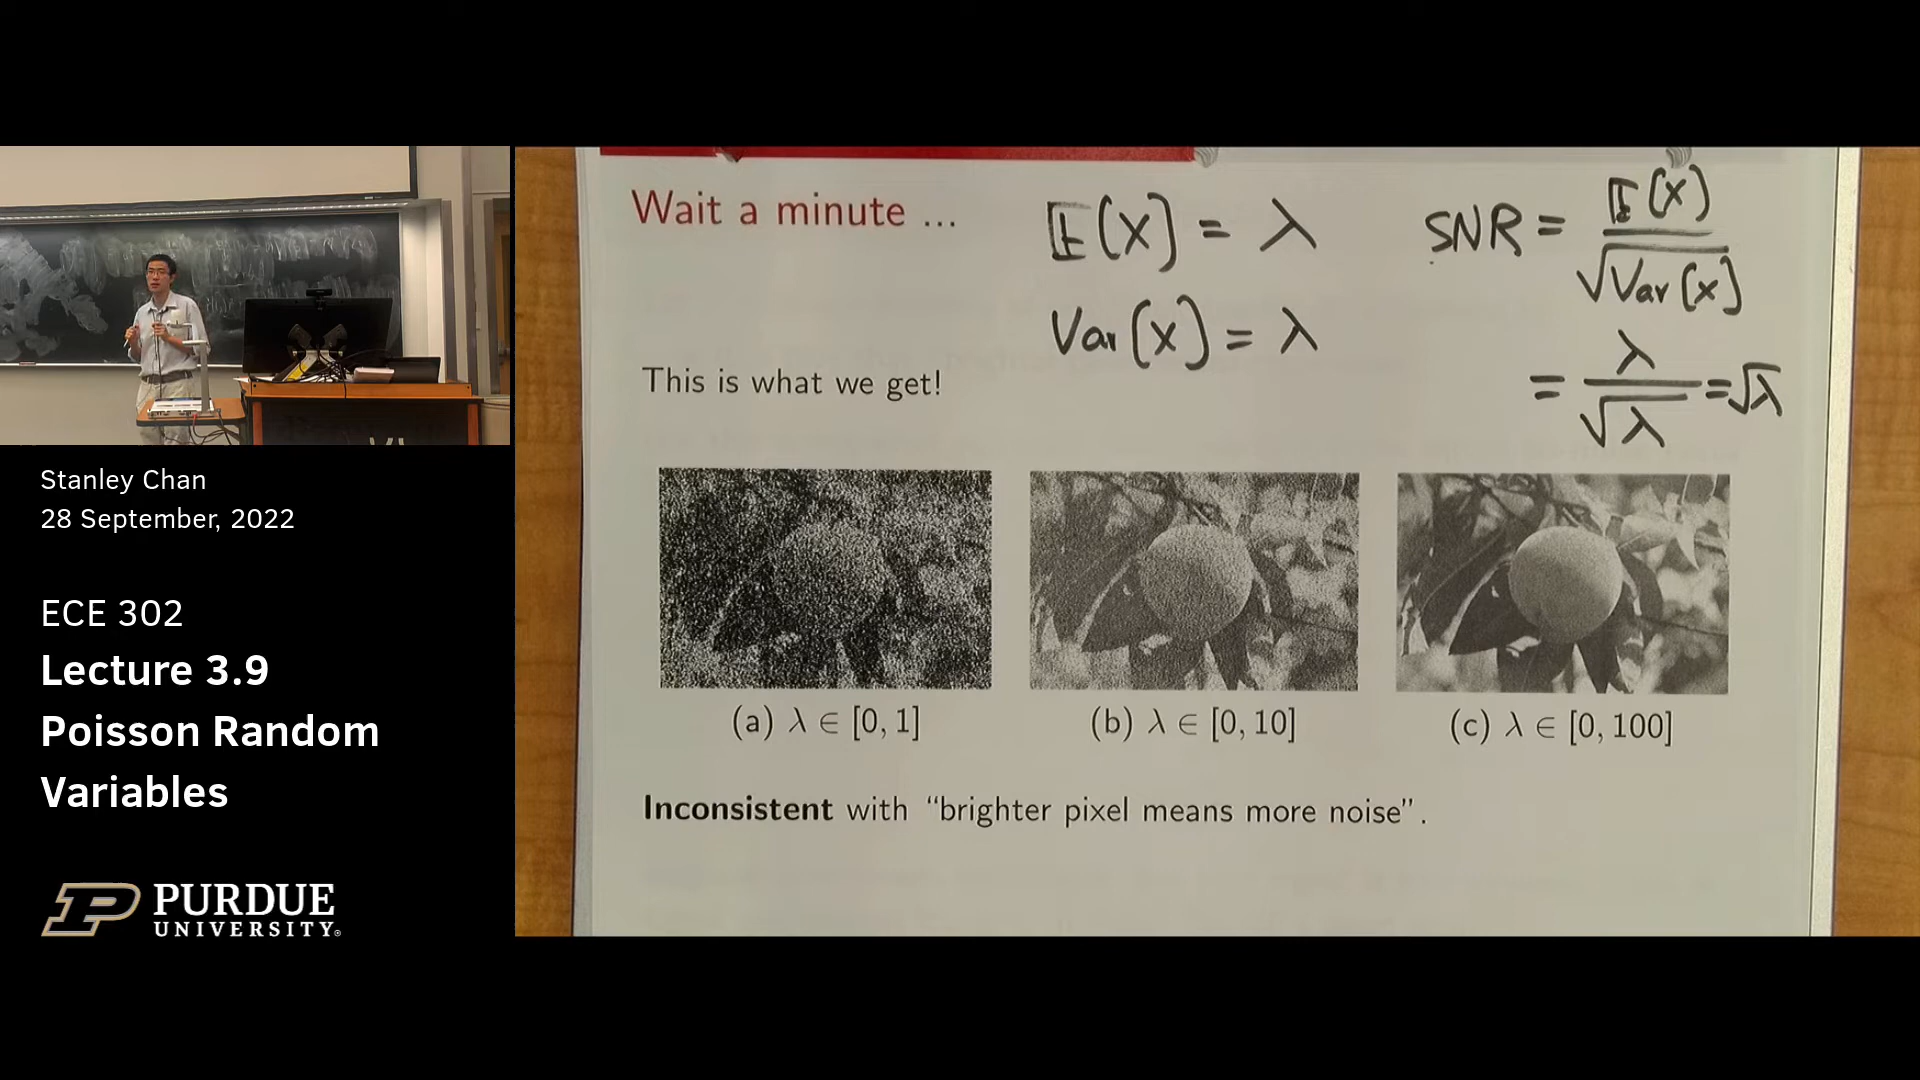 Stanley Chan
28 September, 2022
ECE 302
Lecture 3.9
Poisson Random
Variables
PURDUE
UNIVERSITY®
Wait a minute ...
𝔼[X] = λ
Var[X] = λ
SNR = 𝔼[X] / √Var[X]
= λ / √λ = √λ
This is what we get!
(a) λ ∈ [0, 1]
(b) λ ∈ [0, 10]
(c) λ ∈ [0, 100]
Inconsistent with “brighter pixel means more noise”.